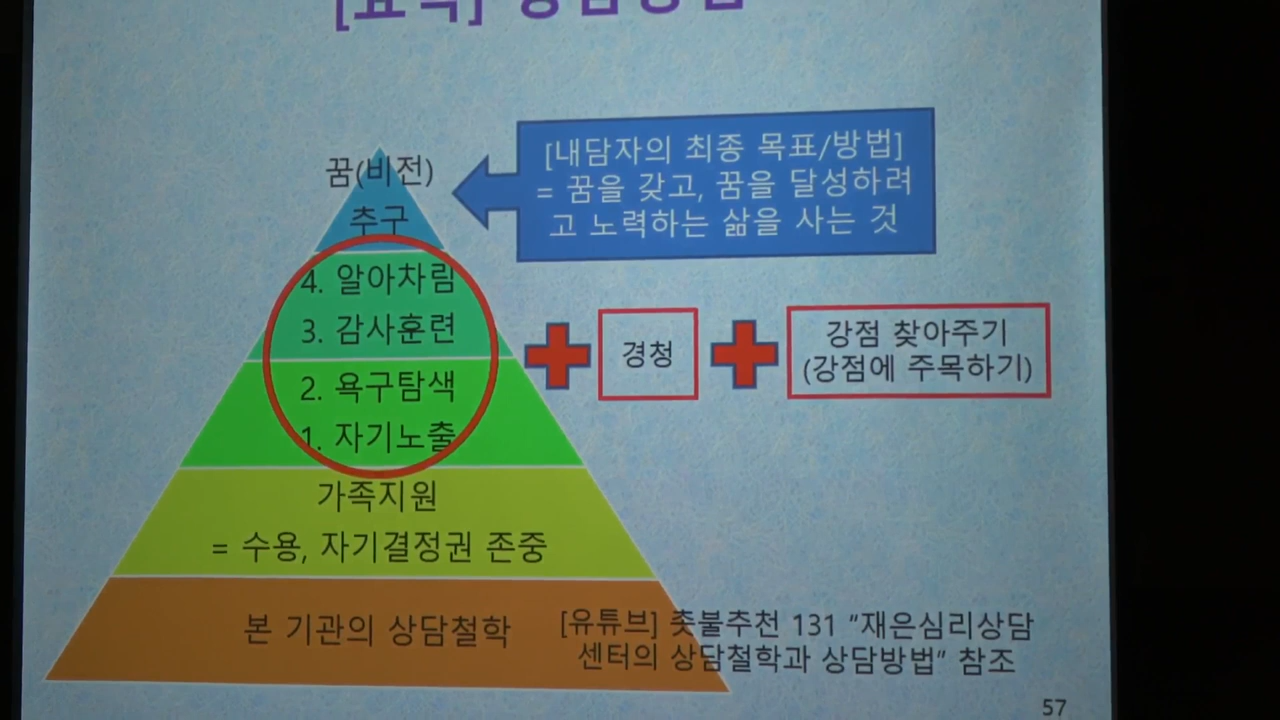 [요약] 상담방법
꿈(비전)
추구
[내담자의 최종 목표/방법]
= 꿈을 갖고, 꿈을 달성하려
고 노력하는 삶을 사는 것
4. 알아차림
3. 감사훈련
2. 욕구탐색
1. 자기노출
경청
강점 찾아주기
(강점에 주목하기)
가족지원
= 수용, 자기결정권 존중
본 기관의 상담철학
[유튜브] 촛불추천 131 “재은심리상담
센터의 상담철학과 상담방법” 참조
57